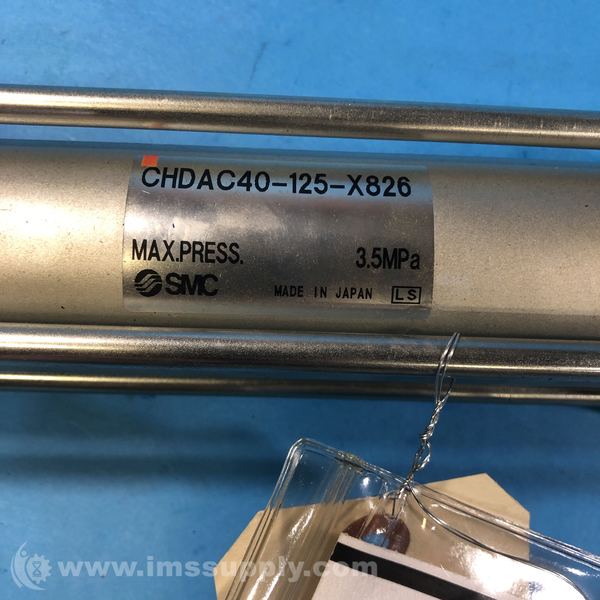 CHDAC40-125-X826
MAX.PRESS. 3.5MPa
SMC MADE IN JAPAN LS
www.imssupply.com